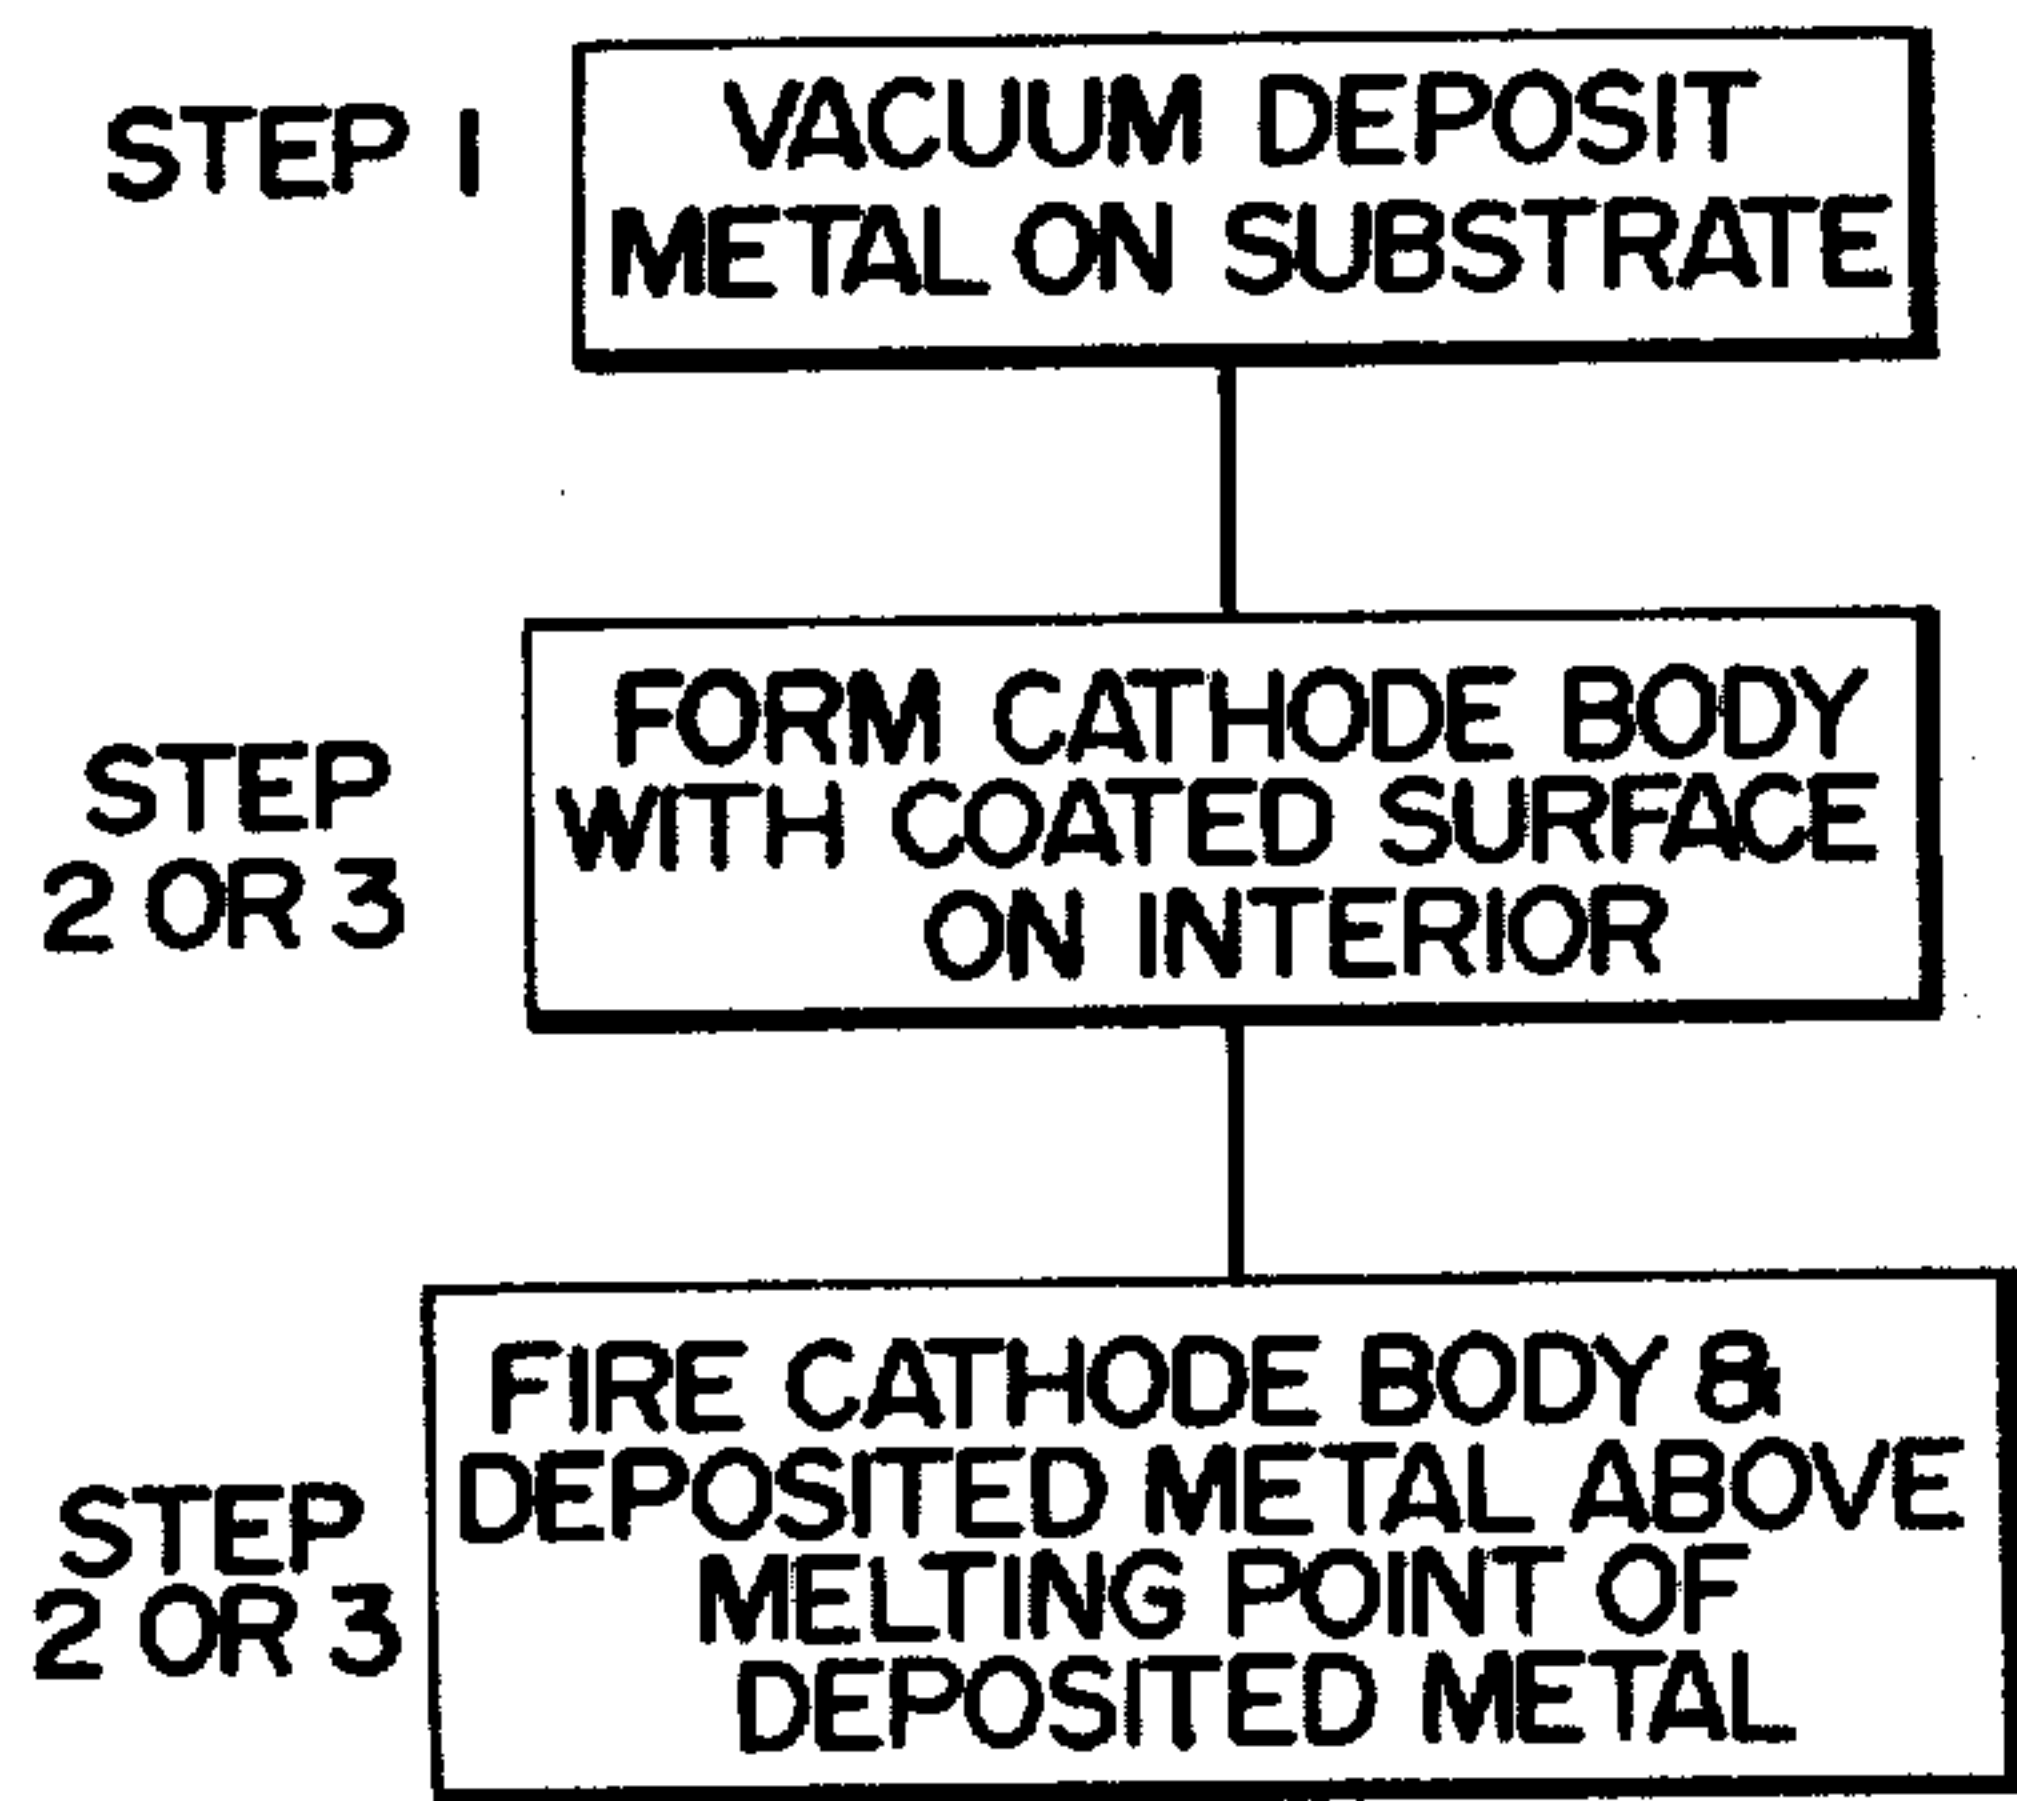 STEP 1
VACUUM DEPOSIT
METAL ON SUBSTRATE
STEP
2 OR 3
FORM CATHODE BODY
WITH COATED SURFACE
ON INTERIOR
STEP
2 OR 3
FIRE CATHODE BODY &
DEPOSITED METAL ABOVE
MELTING POINT OF
DEPOSITED METAL